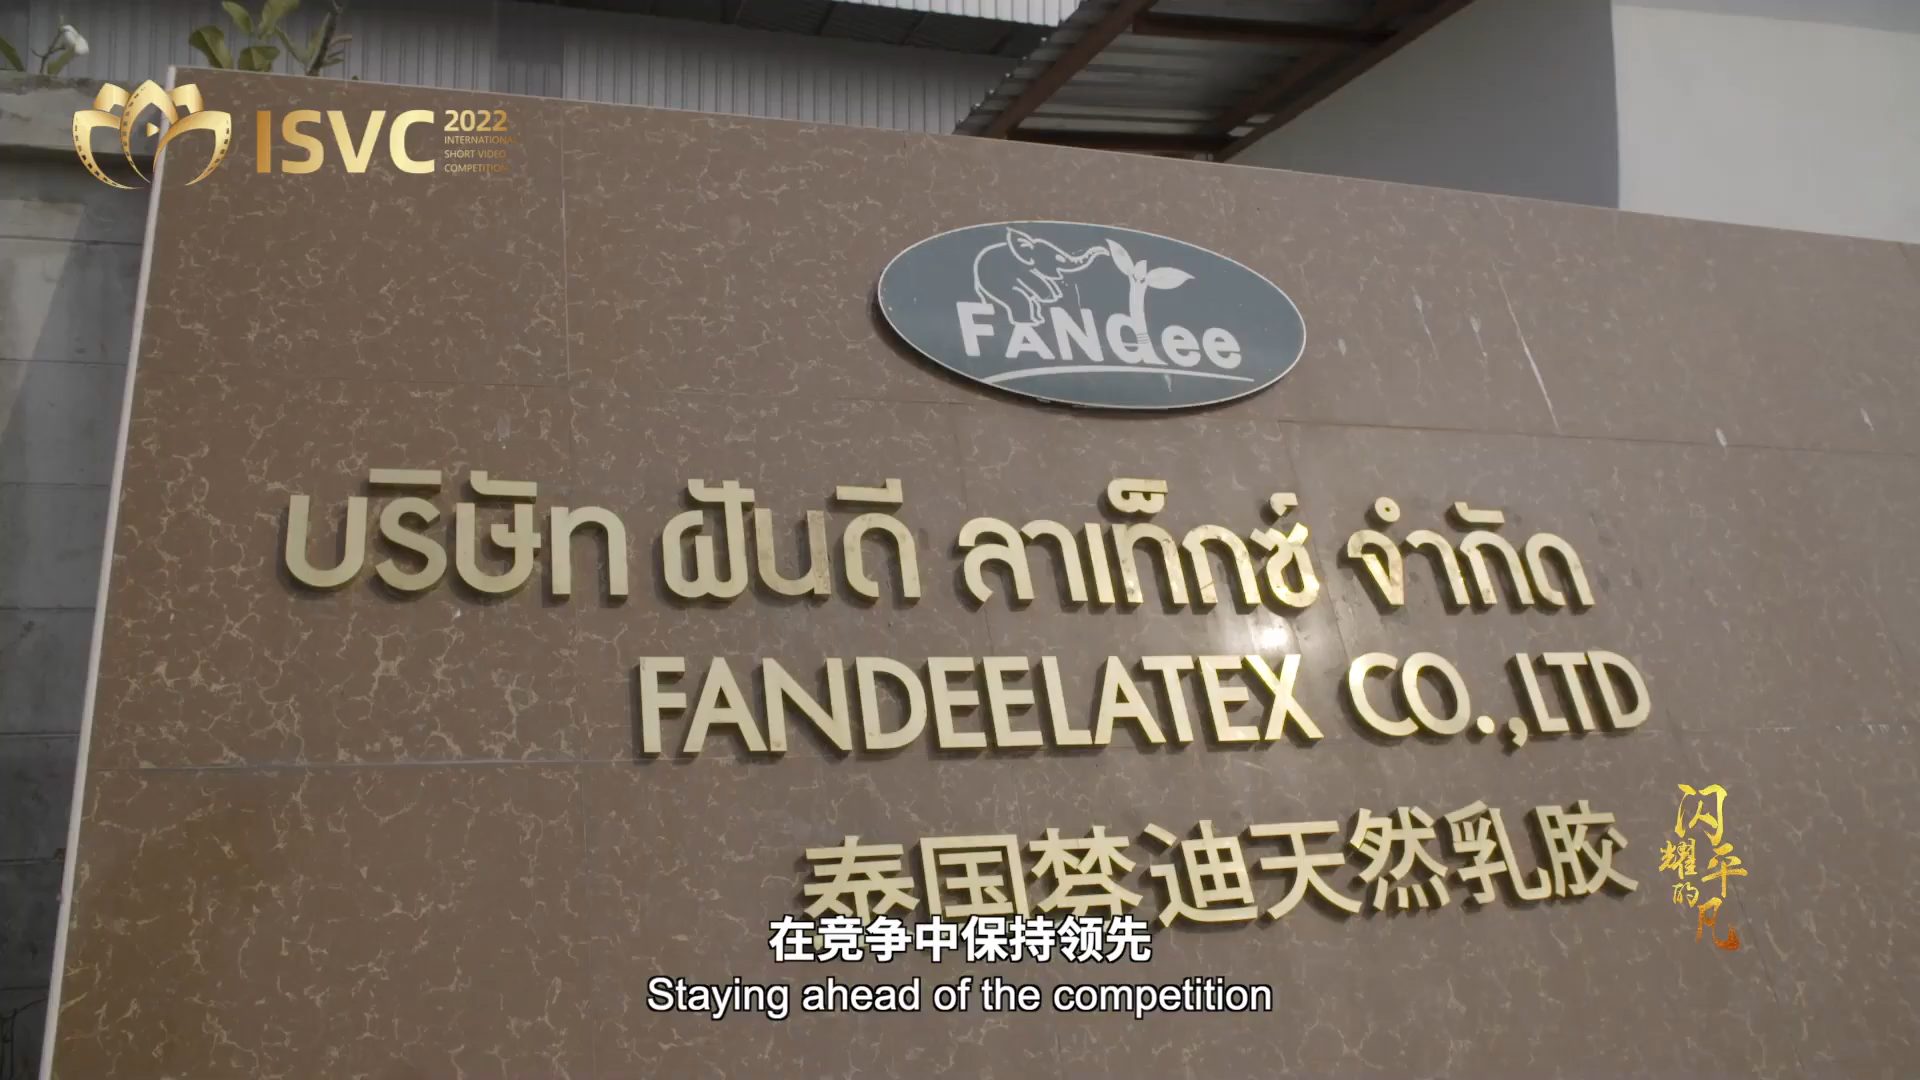 ISVC 2022
INTERNATIONAL
SHORT VIDEO
COMPETITION
FANdee
บริษัท ฝันดี ลาเท็กซ์ จำกัด
FANDEELATEX CO.,LTD
泰国梦迪天然乳胶
闪耀的平凡
在竞争中保持领先
Staying ahead of the competition